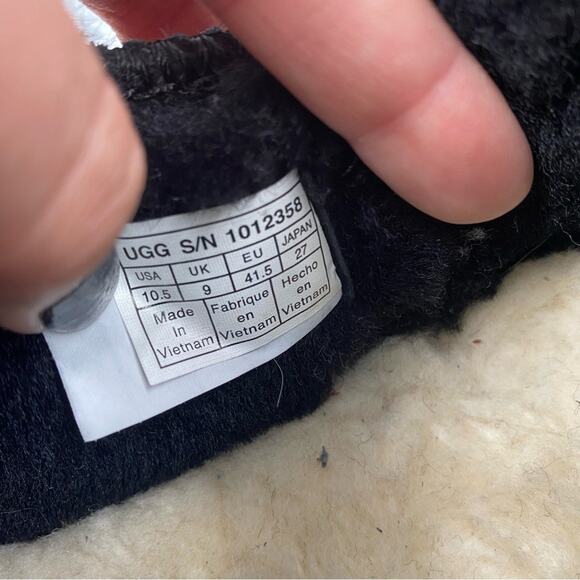 UGG S/N 1012358
USA UK EU JAPAN
10.5 9 41.5 27
Made Fabrique Hecho
in en en
Vietnam Vietnam Vietnam